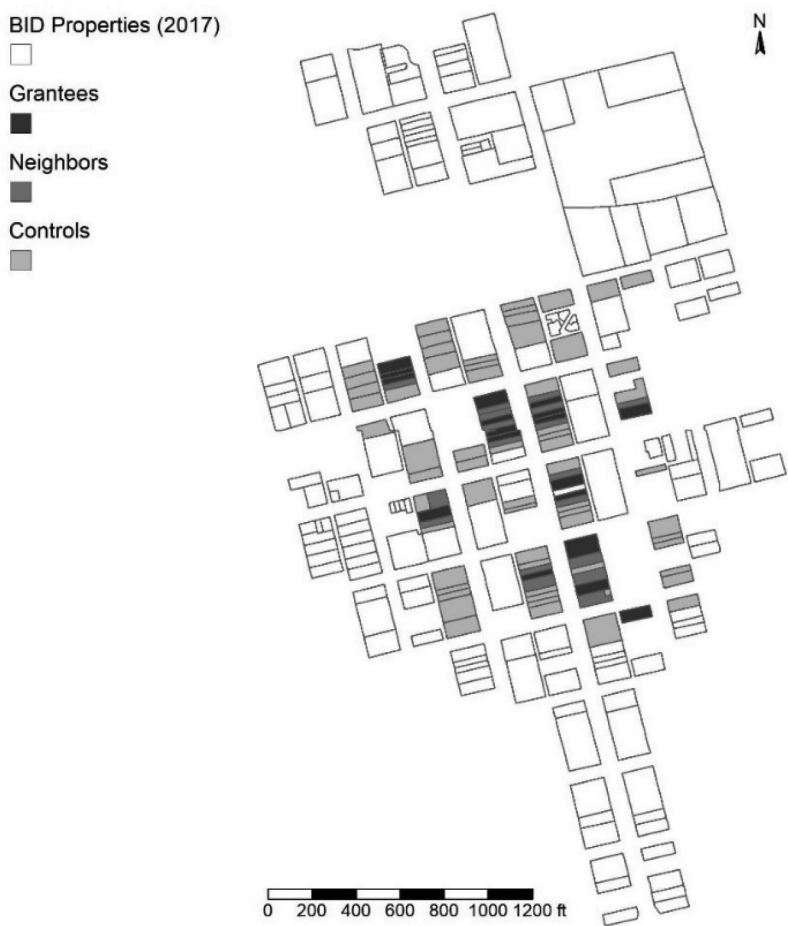 BID Properties (2017)
Grantees
Neighbors
Controls
N
0 200 400 600 800 1000 1200 ft